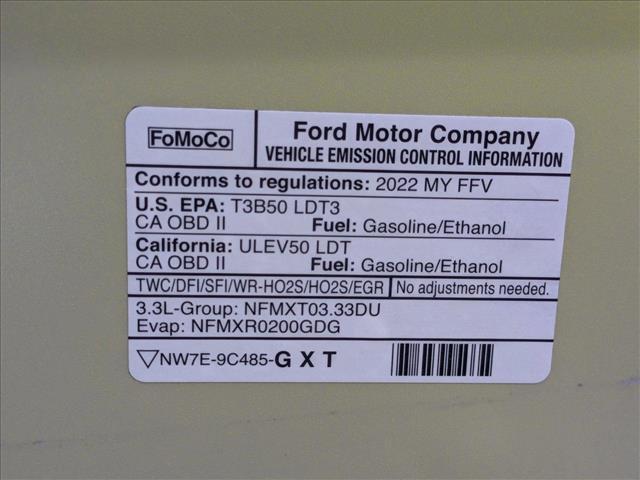 FoMoCo
Ford Motor Company
VEHICLE EMISSION CONTROL INFORMATION
Conforms to regulations: 2022 MY FFV
U.S. EPA: T3B50 LDT3
CA OBD II Fuel: Gasoline/Ethanol
California: ULEV50 LDT
CA OBD II Fuel: Gasoline/Ethanol
TWC/DFI/SFI/WR-HO2S/HO2S/EGR No adjustments needed.
3.3L-Group: NFMXT03.33DU
Evap: NFMXR0200GDG
▽NW7E-9C485-G X T